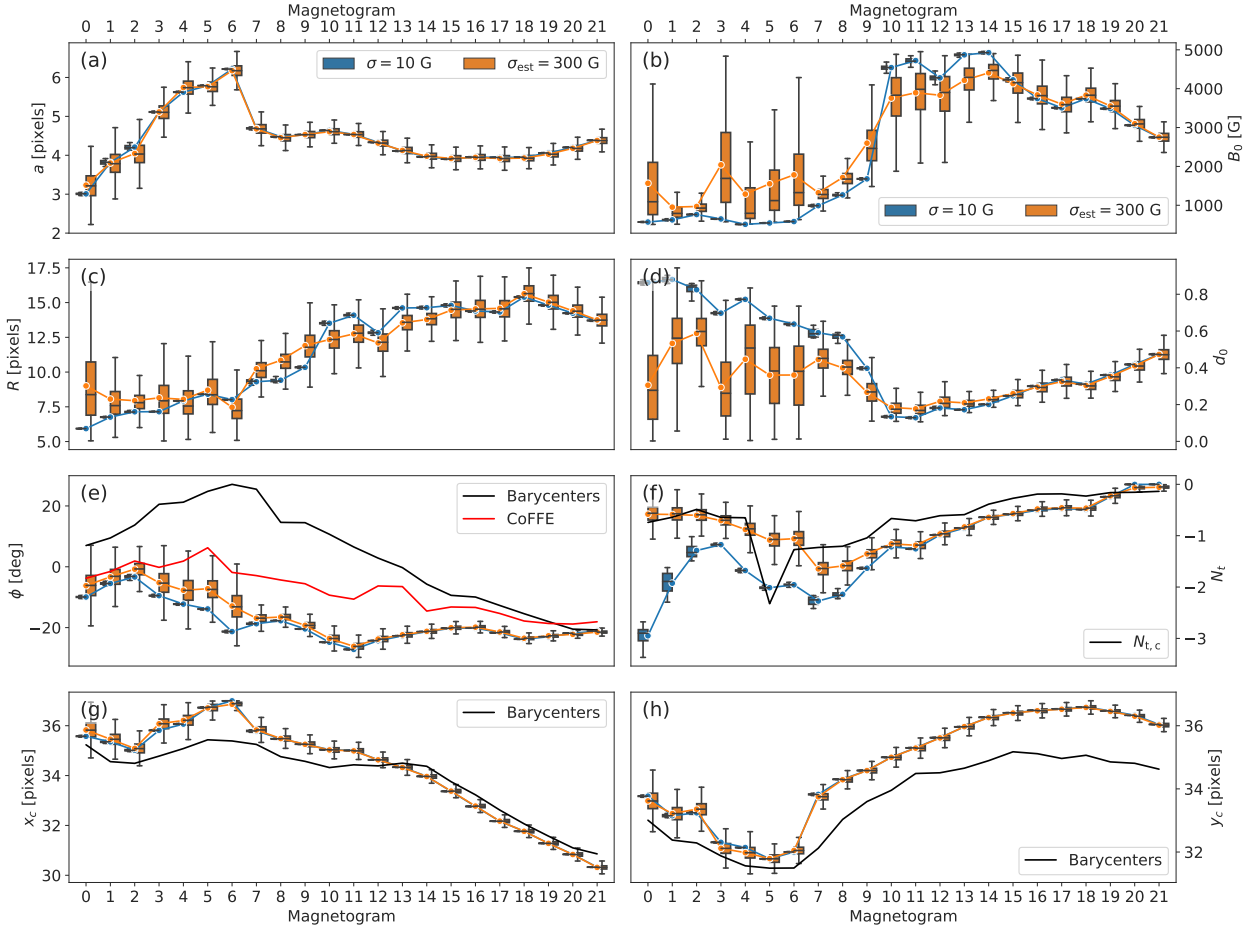 Magnetogram Magnetogram
0 1 2 3 4 5 6 7 8 9 10 11 12 13 14 15 16 17 18 19 20 21 0 1 2 3 4 5 6 7 8 9 10 11 12 13 14 15 16 17 18 19 20 21
(a) σ = 10 G σest = 300 G
a [pixels]
6
5
4
3
2
(b)
5000
4000
3000
2000
1000
B0 [G]
σ = 10 G σest = 300 G
(c)
R [pixels]
17.5
15.0
12.5
10.0
7.5
5.0
(d)
0.8
0.6
0.4
0.2
0.0
d0
(e)
Barycenters
CoFFE
ϕ [deg]
20
0
−20
(f)
0
−1
−2
−3
Nt
Nt, c
(g) Barycenters
xc [pixels]
36
34
32
30
(h)
36
34
32
yc [pixels]
Barycenters
0 1 2 3 4 5 6 7 8 9 10 11 12 13 14 15 16 17 18 19 20 21 0 1 2 3 4 5 6 7 8 9 10 11 12 13 14 15 16 17 18 19 20 21
Magnetogram Magnetogram